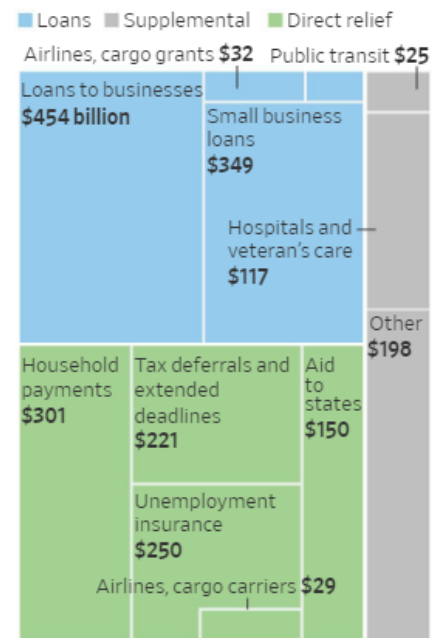 Loans Supplemental Direct relief
Airlines, cargo grants $32 Public transit $25
Loans to businesses
$454 billion
Small business
loans
$349
Hospitals and
veteran's care
$117
Other
$198
Household
payments
$301
Tax deferrals and
extended
deadlines
$221
Aid
to
states
$150
Unemployment
insurance
$250
Airlines, cargo carriers $29